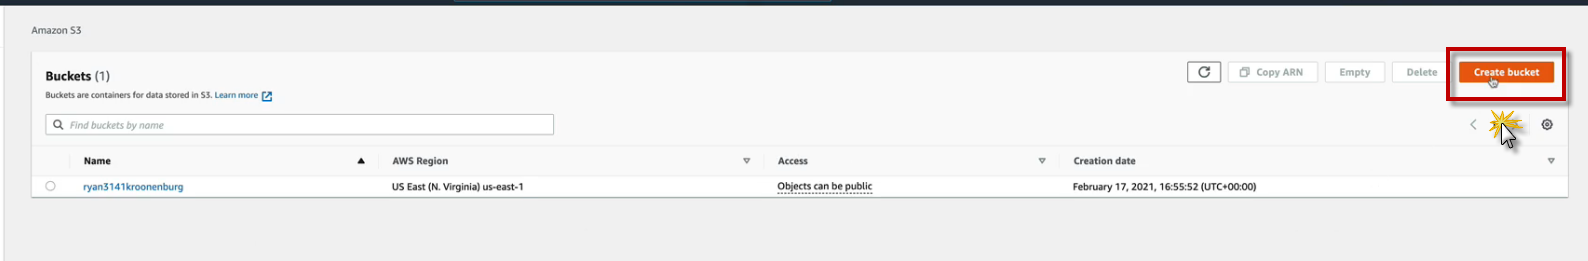 Amazon S3
Buckets (1)
Copy ARN Empty Delete Create bucket
Buckets are containers for data stored in S3. Learn more
Find buckets by name
Name AWS Region Access Creation date
ryan3141kroonenburg US East (N. Virginia) us-east-1 Objects can be public February 17, 2021, 16:55:52 (UTC+00:00)